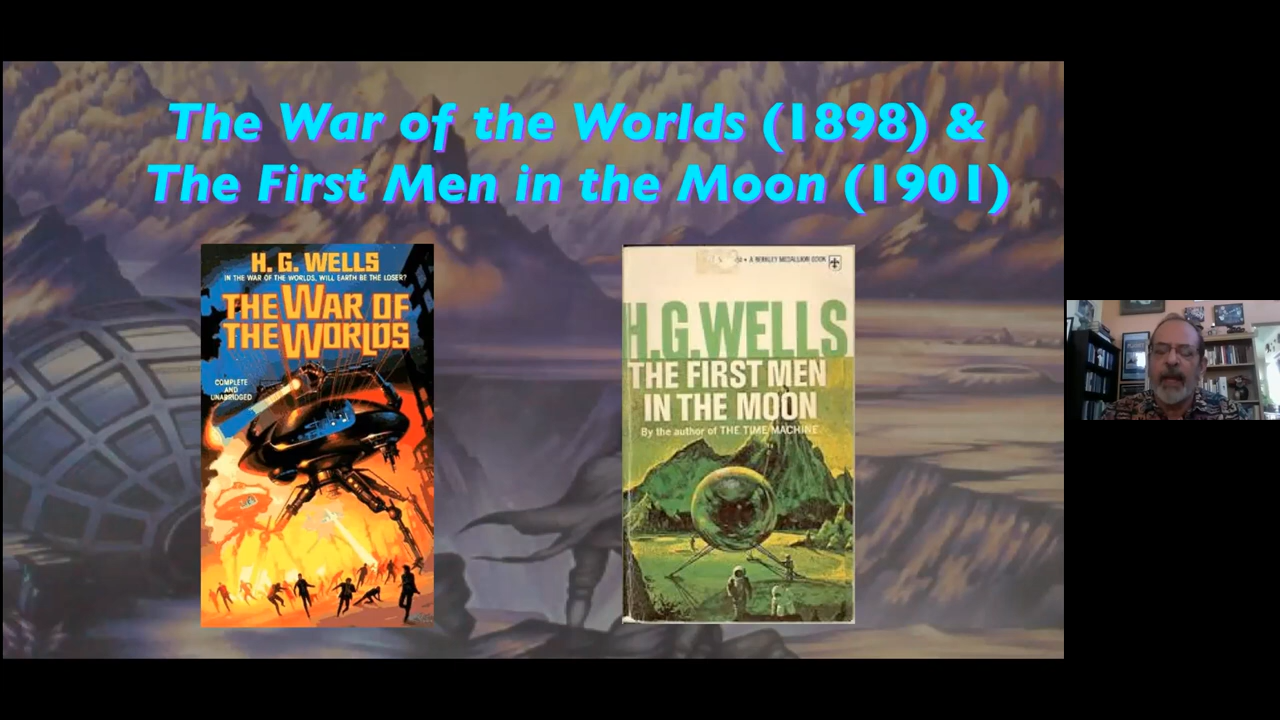 The War of the Worlds (1898) &
The First Men in the Moon (1901)
H. G. WELLS
IN THE WAR OF THE WORLDS, WILL EARTH BE THE LOSER?
THE WAR OF
THE WORLDS
COMPLETE
AND
UNABRIDGED
• A BERKLEY MEDALLION BOOK
H.G.WELLS
THE FIRST MEN
IN THE MOON
By the author of THE TIME MACHINE